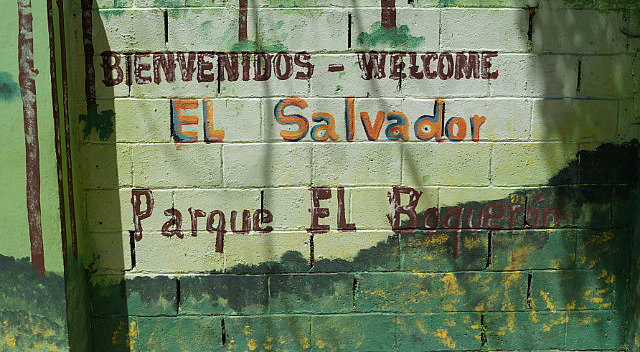 BIENVENIDOS - WELCOME
EL Salvador
Parque EL Boquerón